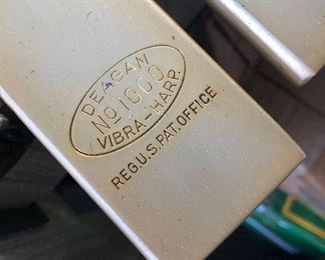 DEAGAN
No 1000
VIBRA-HARP.
REG.U.S.PAT.OFFICE